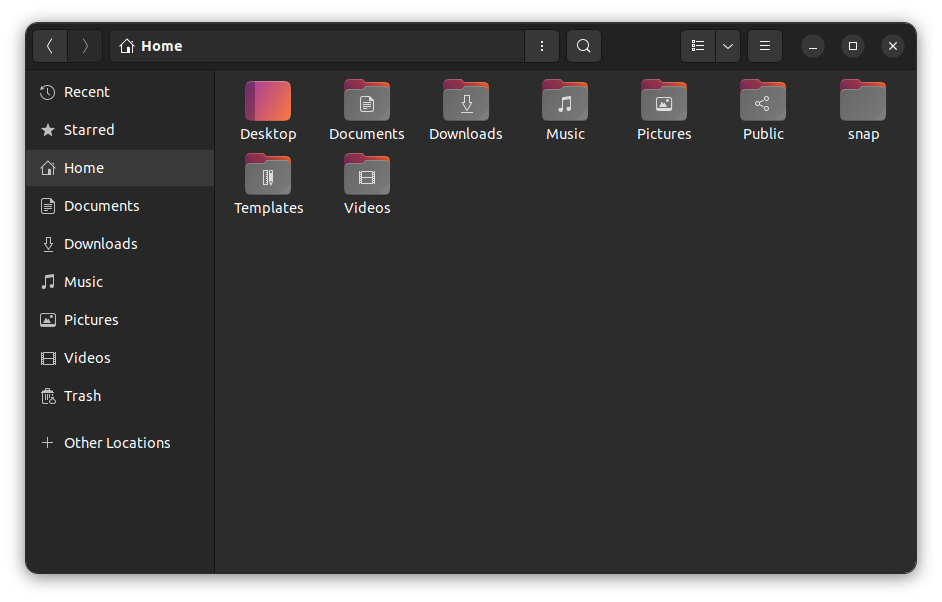 Home
Recent
Starred
Home
Documents
Downloads
Music
Pictures
Videos
Trash
Other Locations
Desktop Documents Downloads Music Pictures Public snap
Templates Videos